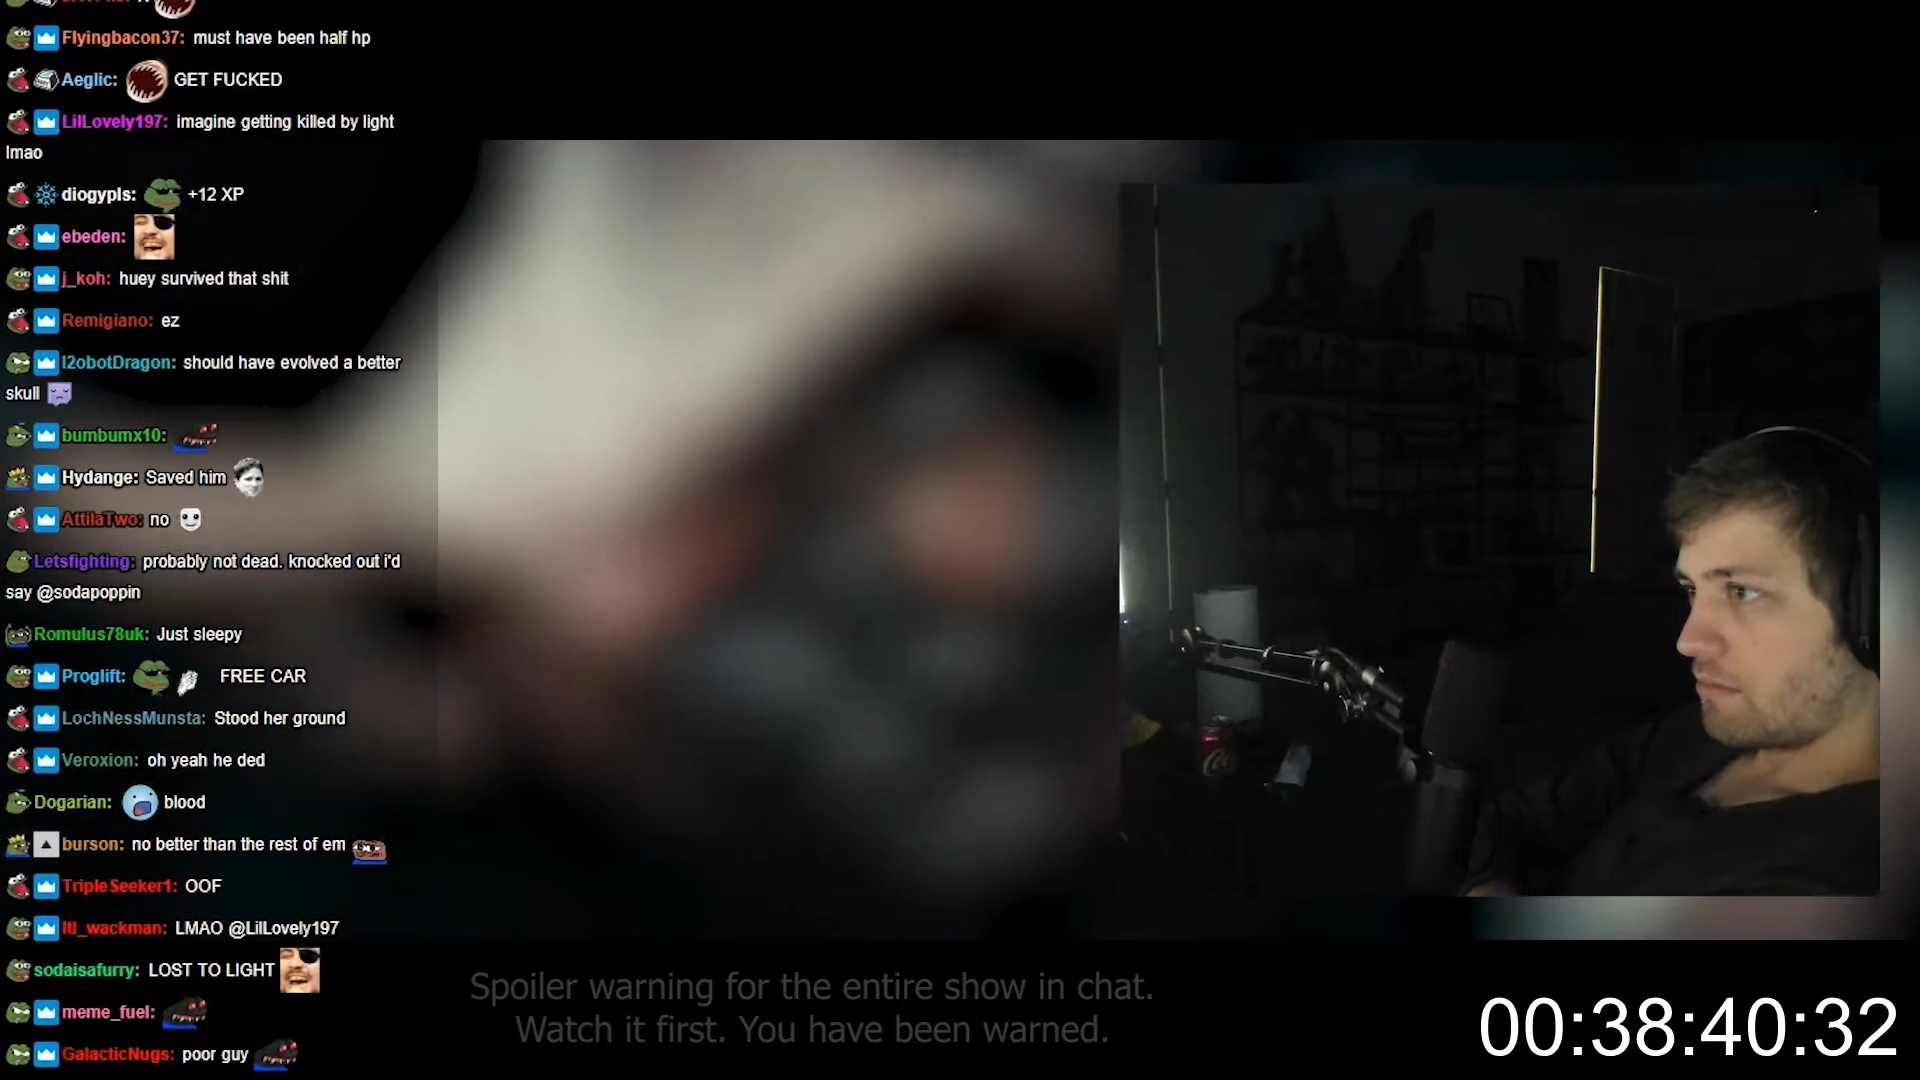 Flyingbacon37: must have been half hp
Aeglic: GET FUCKED
LilLovely197: imagine getting killed by light
lmao
diogypls: +12 XP
ebeden:
j_koh: huey survived that shit
Remigiano: ez
l2obotDragon: should have evolved a better
skull
bumbumx10:
Hydange: Saved him
AttilaTwo: no
Letsfighting: probably not dead. knocked out i'd
say @sodapoppin
Romulus78uk: Just sleepy
Proglift: FREE CAR
LochNessMunsta: Stood her ground
Veroxion: oh yeah he ded
Dogarian: blood
burson: no better than the rest of em
TripleSeeker1: OOF
ltl_wackman: LMAO @LilLovely197
sodaisafurry: LOST TO LIGHT
meme_fuel:
GalacticNugs: poor guy
Spoiler warning for the entire show in chat.
Watch it first. You have been warned.
00:38:40:32